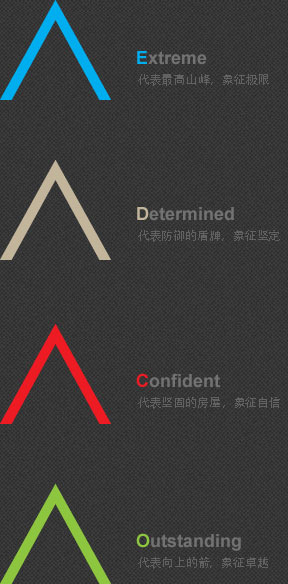 Extreme
代表最高山峰，象征极限
Determined
代表防御的盾牌，象征坚定
Confident
代表坚固的房屋，象征自信
Outstanding
代表向上的箭，象征卓越